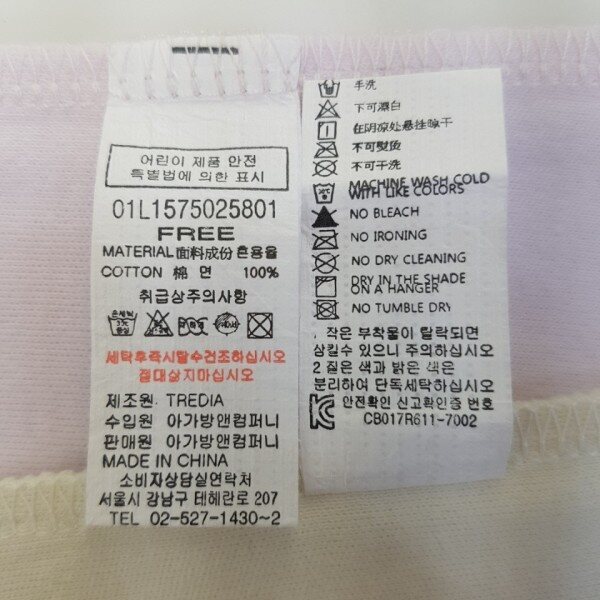 어린이 제품 안전
특별법에 의한 표시
01L1575025801
FREE
MATERIAL 面料成份 혼용율
COTTON 棉 면 100%
취급상주의사항
세탁후즉시탈수건조하십시오
절대삶지마십시오
제조원: TREDIA
수입원 아가방앤컴퍼니
판매원 아가방앤컴퍼니
MADE IN CHINA
소비자상담실연락처
서울시 강남구 테헤란로 207
TEL 02-527-1430~2
手洗
下可漂白
在阴凉处悬挂晾干
不可熨烫
不可干洗
MACHINE WASH COLD
WITH LIKE COLORS
NO BLEACH
NO IRONING
NO DRY CLEANING
DRY IN THE SHADE
ON A HANGER
NO TUMBLE DRY
1 작은 부착물이 탈락되면
상킬수 있으니 주의하십시오
2 짙은 색과 밝은 색은
분리하여 단독세탁하십시오
안전확인 신고확인증 번호
CB017R611-7002